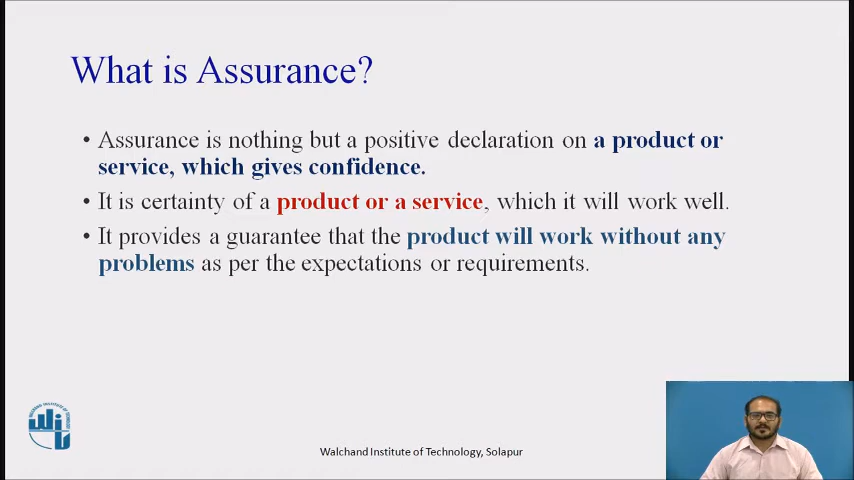 What is Assurance?
• Assurance is nothing but a positive declaration on a product or
service, which gives confidence.
• It is certainty of a product or a service, which it will work well.
• It provides a guarantee that the product will work without any
problems as per the expectations or requirements.
Walchand Institute of Technology, Solapur